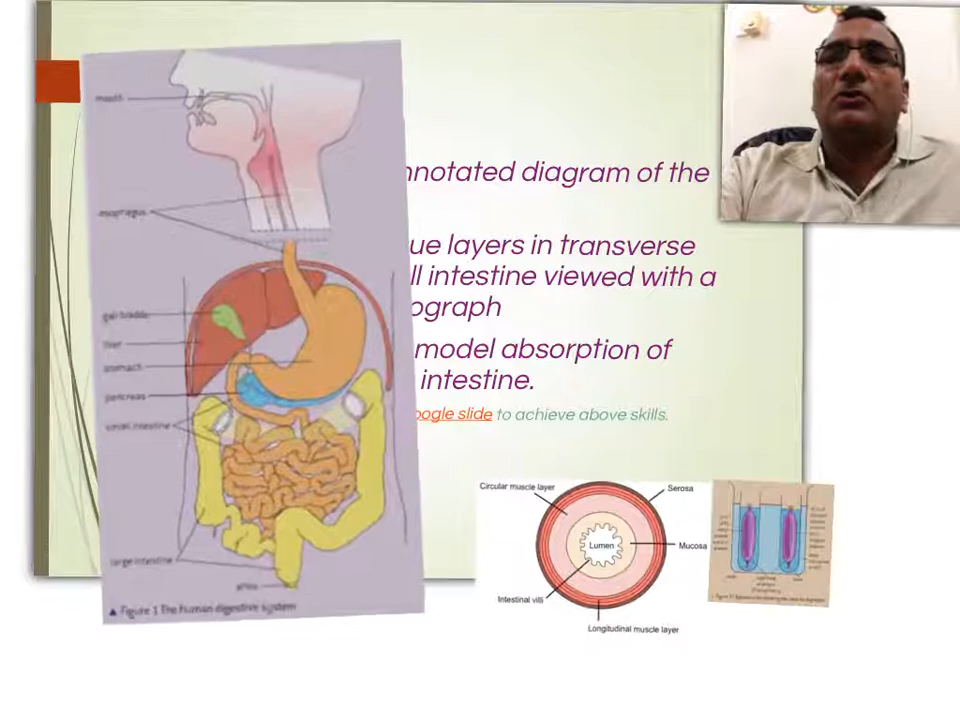 mouth
esophagus
gall bladder
liver
stomach
pancreas
small intestine
large intestine
anus
▲ Figure 1 The human digestive system
nnotated diagram of the
ue layers in transverse
ll intestine viewed with a
ograph
model absorption of
intestine.
oogle slide to achieve above skills.
Circular muscle layer
Serosa
Lumen
Mucosa
Intestinal villi
Longitudinal muscle layer